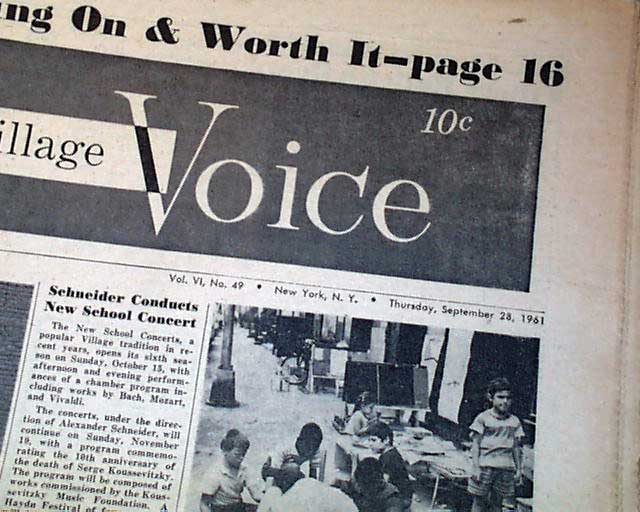 ng On & Worth It—page 16
10c
illage Voice
Vol. VI, No. 49 • New York, N. Y. • Thursday, September 28, 1961
Schneider Conducts
New School Concert
The New School Concerts, a
popular Village tradition in re-
cent years, opens its sixth sea-
son on Sunday, October 15, with
afternoon and evening perform-
ances of a chamber program in-
cluding works by Bach, Mozart,
and Vivaldi.
The concerts, under the direc-
tion of Alexander Schneider, will
continue on Sunday, November
19, with a program commemo-
rating the 10th anniversary of
the death of Serge Koussevitzky.
The program will be composed of
works commissioned by the Kous-
sevitzky Music Foundation. A
Haydn Festival of